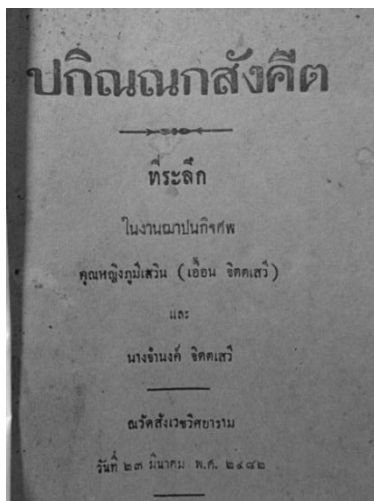 ปกิณณกสังคีต
ที่ระลึก
ในงานฌาปนกิจศพ
คุณหญิงภูมีเสวิน (เอื้อน จิตตเสวี)
และ
นางจำนงค์ จิตตเสวี
ณวัดสังเวชวิศยาราม
วันที่ ๒๓ มีนาคม พ.ศ. ๒๔๘๒